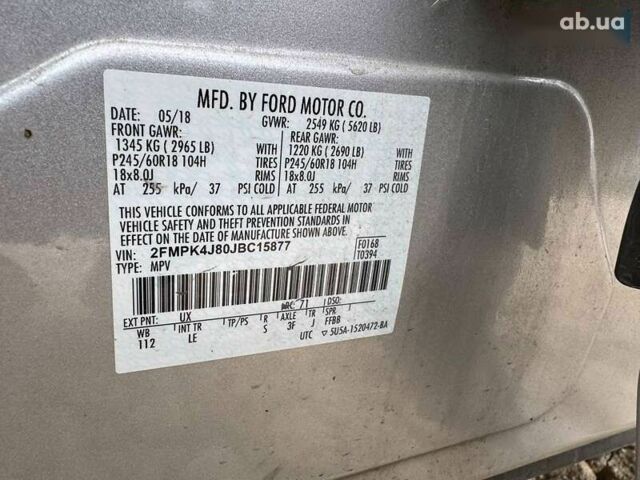 ab.ua
MFD. BY FORD MOTOR CO.
DATE: 05/18 GVWR: 2549 KG ( 5620 LB)
FRONT GAWR: REAR GAWR:
1345 KG ( 2965 LB) WITH 1220 KG ( 2690 LB) WITH
P245/60R18 104H TIRES P245/60R18 104H TIRES
18x8.0J RIMS 18x8.0J RIMS
AT 255 kPa/ 37 PSI COLD AT 255 kPa/ 37 PSI COLD
THIS VEHICLE CONFORMS TO ALL APPLICABLE FEDERAL MOTOR
VEHICLE SAFETY AND THEFT PREVENTION STANDARDS IN
EFFECT ON THE DATE OF MANUFACTURE SHOWN ABOVE.
VIN: 2FMPK4J80JBC15877 F0168
TYPE: MPV T0394
EXT PNT: UX RC: 71 DSO:
WB INT TR TP/PS R AXLE TR SPR
112 LE S 3F J FFBB
UTC ▽ 5U5A-1520472-BA